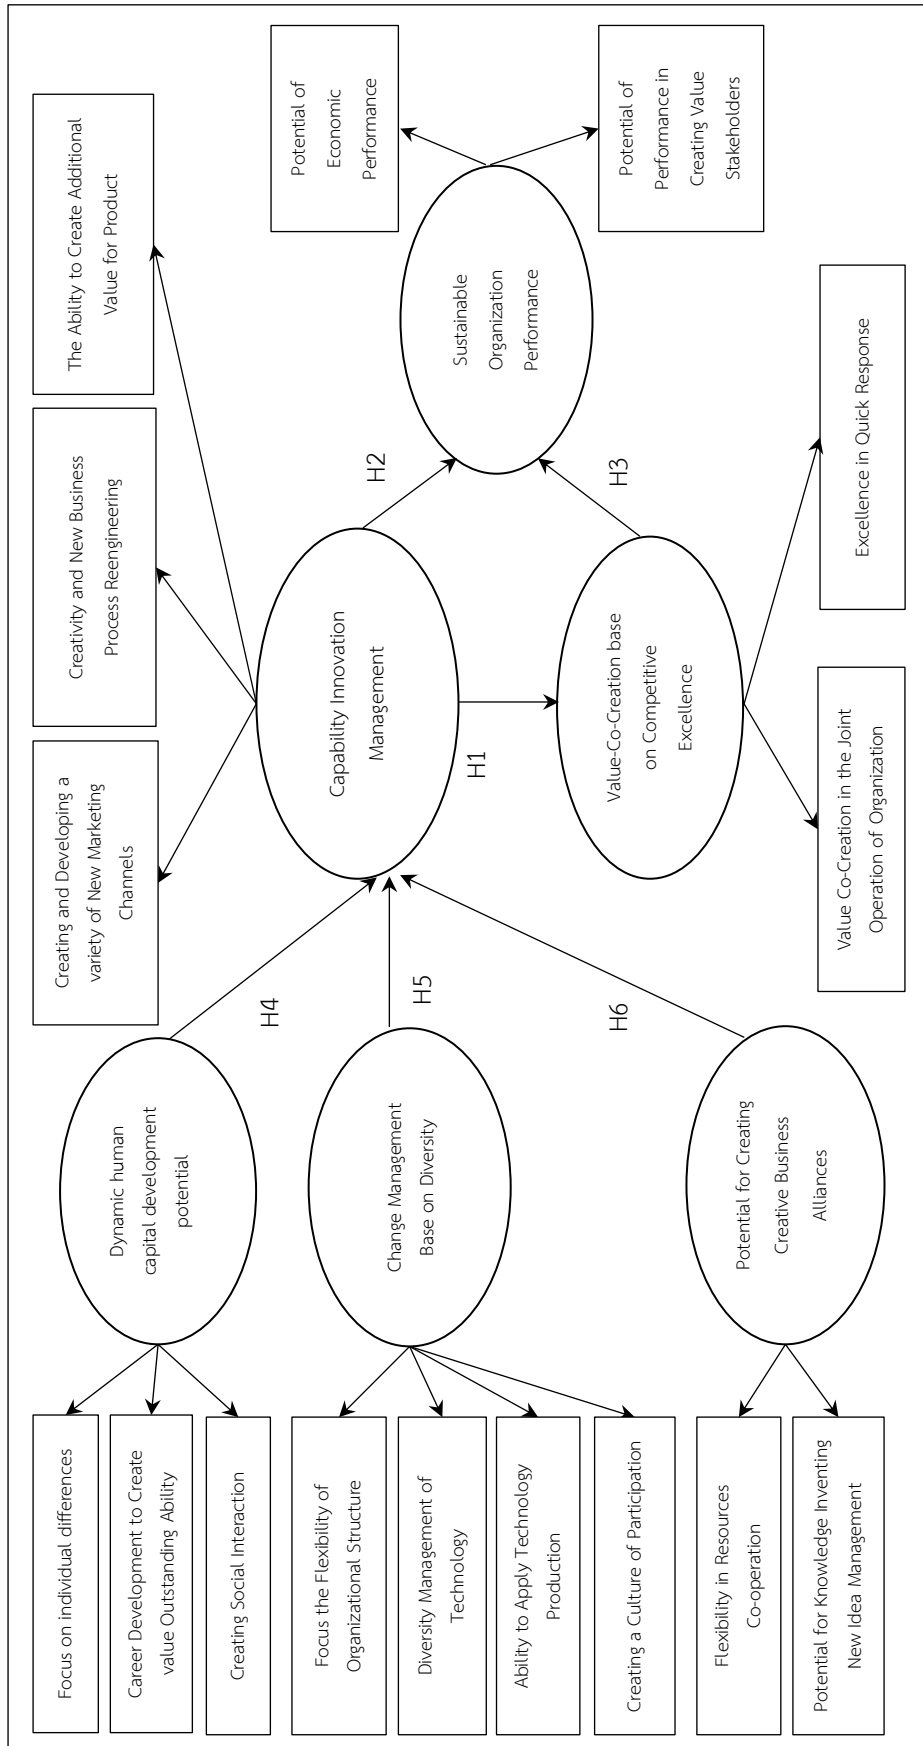 Focus on individual differences
Career Development to Create
value Outstanding Ability
Creating Social Interaction
Focus the Flexibility of
Organizational Structure
Diversity Management of
Technology
Ability to Apply Technology
Production
Creating a Culture of Participation
Flexibility in Resources
Co-operation
Potential for Knowledge Inventing
New Idea Management
Dynamic human
capital development
potential
Change Management
Base on Diversity
Potential for Creating
Creative Business
Alliances
H4
H5
H6
Creating and Developing a
variety of New Marketing
Channels
Creativity and New Business
Process Reengineering
The Ability to Create Additional
Value for Product
Capability Innovation
Management
H1
Value-Co-Creation base
on Competitive
Excellence
Value Co-Creation in the Joint
Operation of Organization
Excellence in Quick Response
H2
H3
Sustainable
Organization
Performance
Potential of
Economic
Performance
Potential of
Performance in
Creating Value
Stakeholders